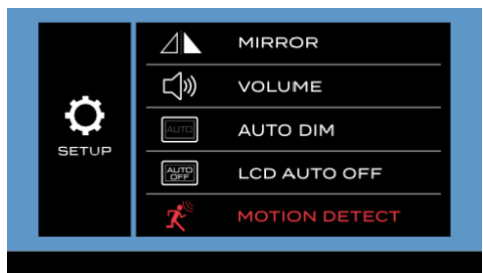 MIRROR
VOLUME
AUTO
AUTO DIM
SETUP
AUTO
OFF
LCD AUTO OFF
MOTION DETECT